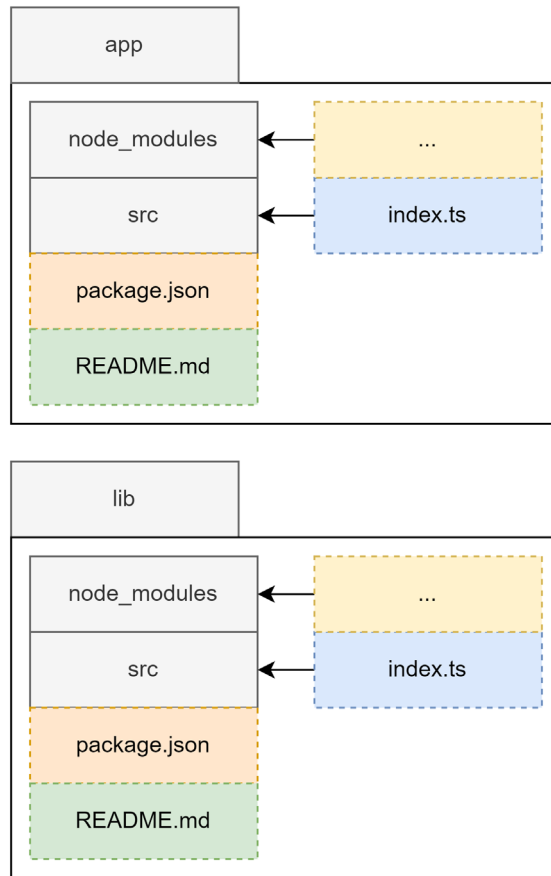 app
node_modules
...
src
index.ts
package.json
README.md
lib
node_modules
...
src
index.ts
package.json
README.md